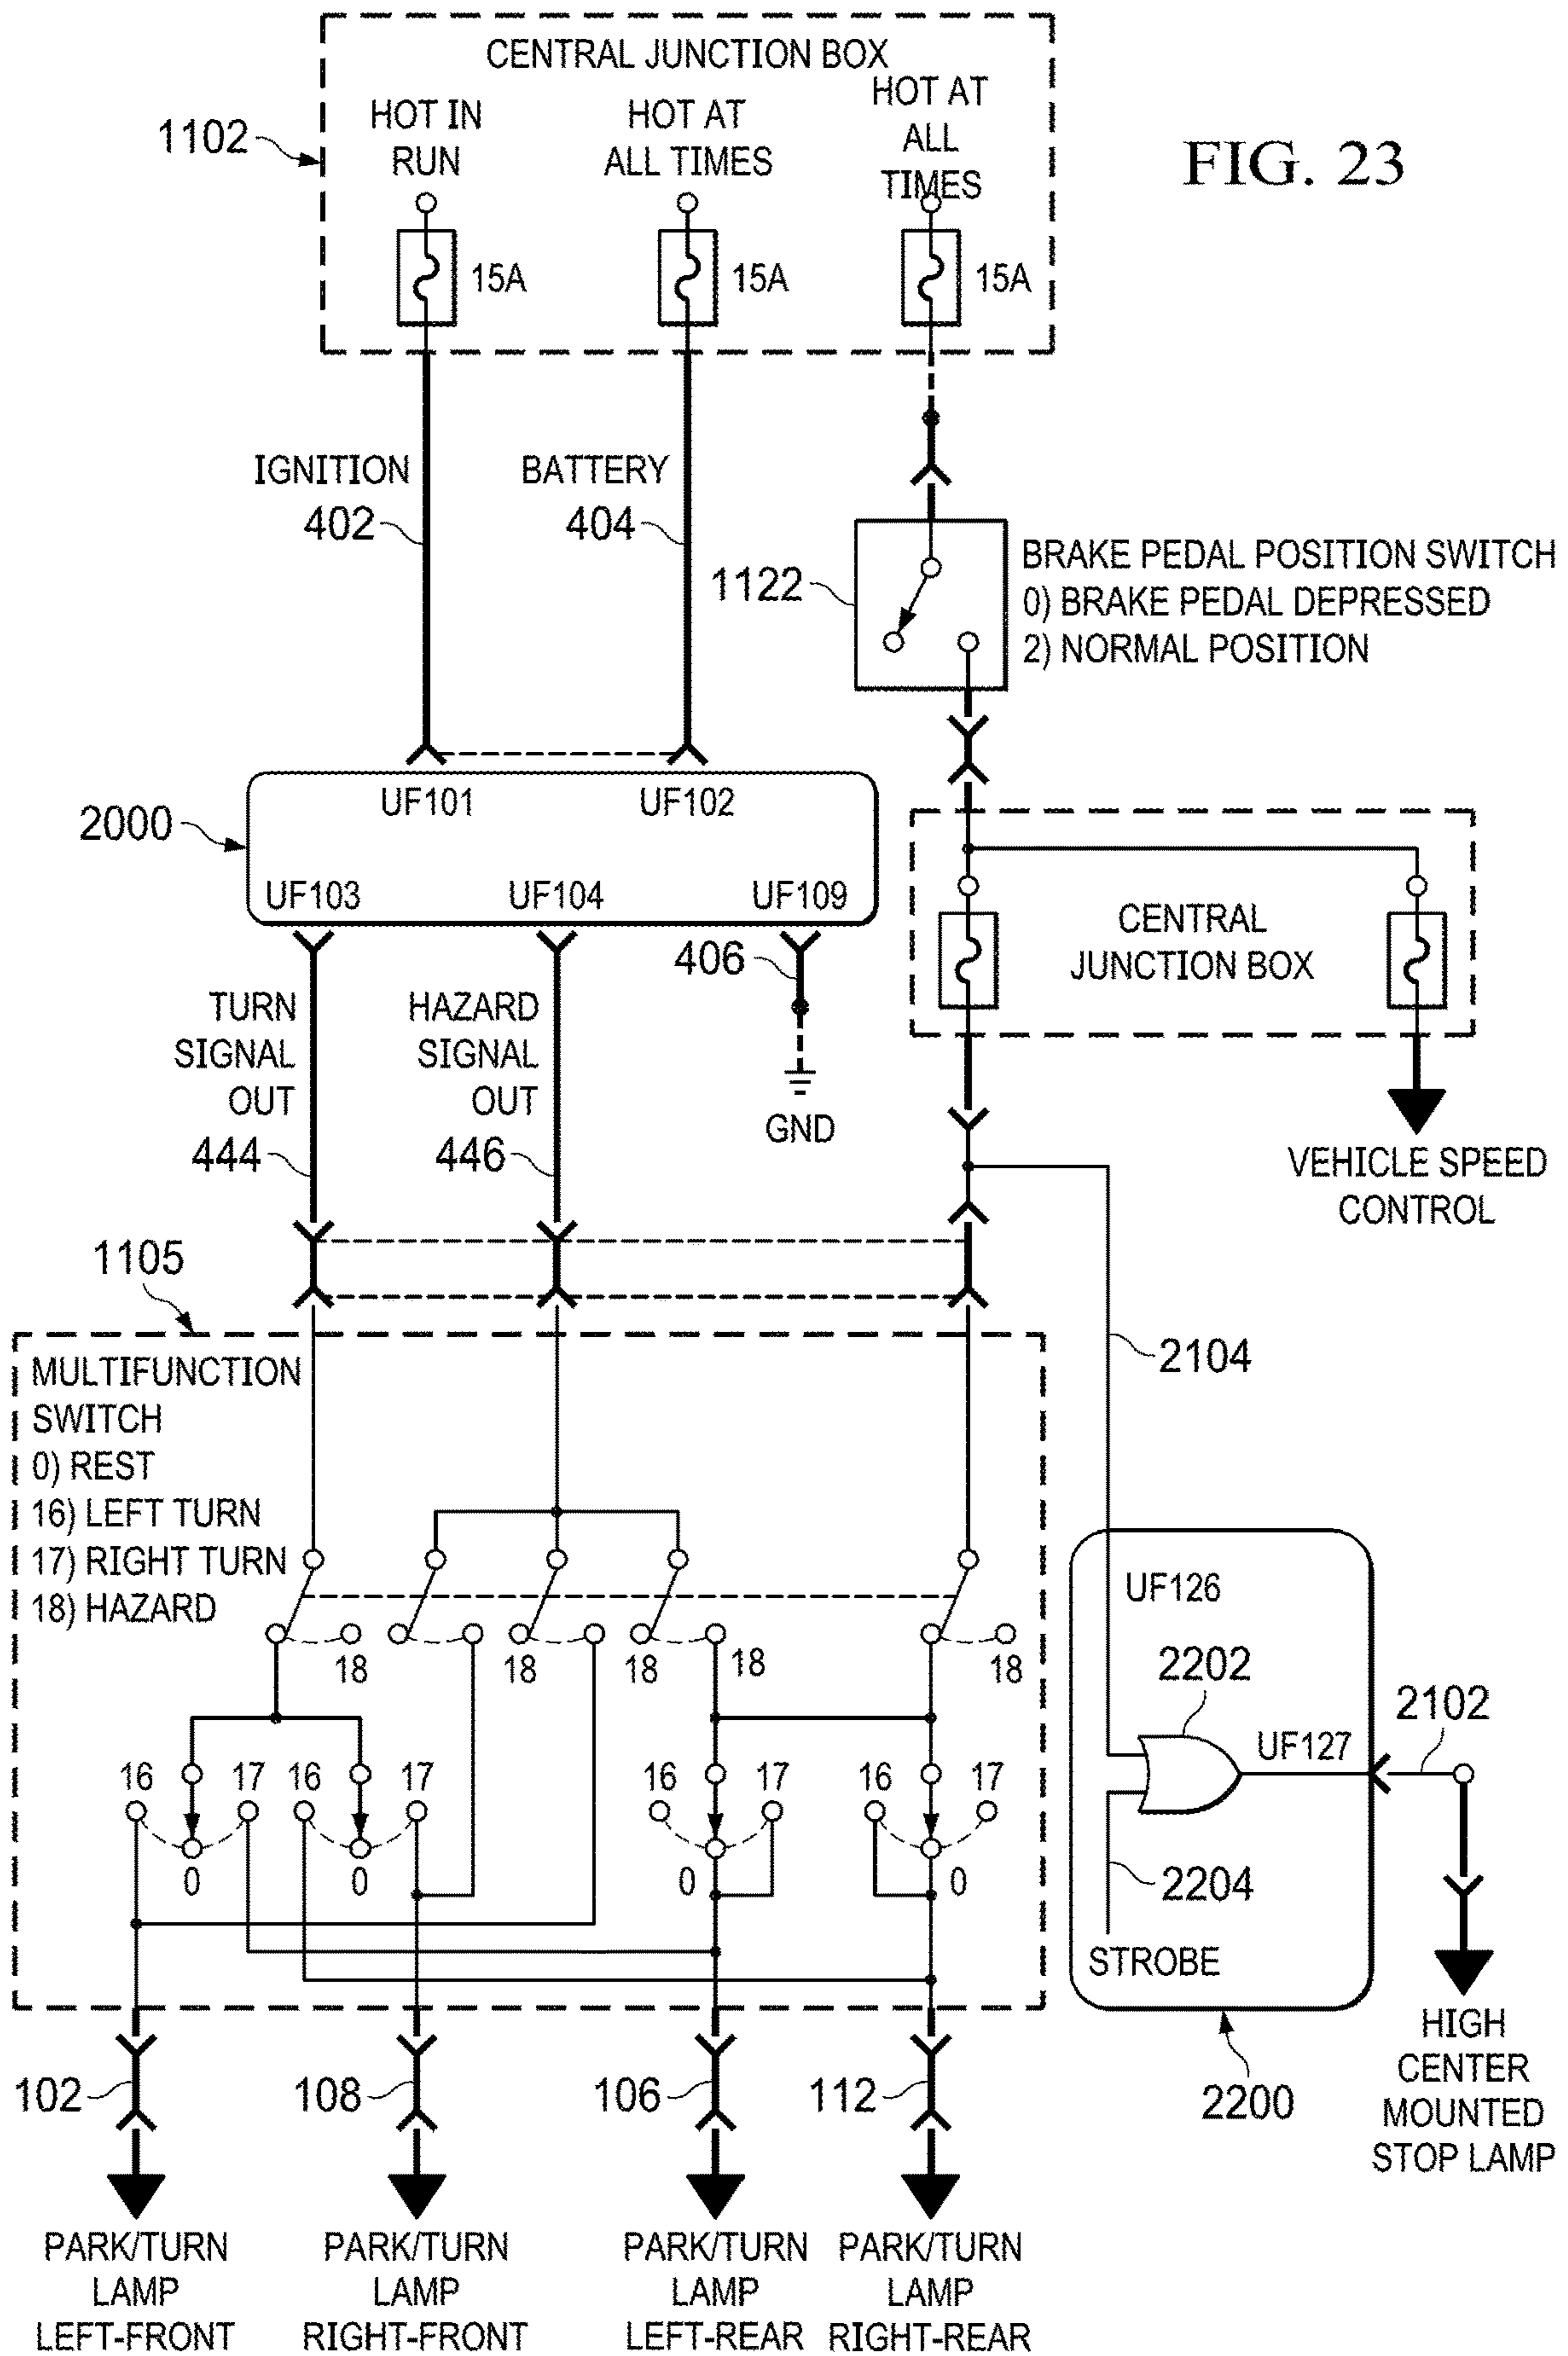 FIG. 23
CENTRAL JUNCTION BOX
1102
HOT IN
RUN
HOT AT
ALL TIMES
HOT AT
ALL
TIMES
15A
15A
15A
IGNITION
402
BATTERY
404
1122
BRAKE PEDAL POSITION SWITCH
0) BRAKE PEDAL DEPRESSED
2) NORMAL POSITION
2000
UF101
UF102
UF103
UF104
UF109
406
GND
CENTRAL
JUNCTION BOX
VEHICLE SPEED
CONTROL
TURN
SIGNAL
OUT
444
HAZARD
SIGNAL
OUT
446
1105
2104
MULTIFUNCTION
SWITCH
0) REST
16) LEFT TURN
17) RIGHT TURN
18) HAZARD
18
18
18
18
18
16
17
16
17
16
17
16
17
0
0
0
0
UF126
2202
UF127
2102
2204
STROBE
2200
HIGH
CENTER
MOUNTED
STOP LAMP
102
108
106
112
PARK/TURN
LAMP
LEFT-FRONT
PARK/TURN
LAMP
RIGHT-FRONT
PARK/TURN
LAMP
LEFT-REAR
PARK/TURN
LAMP
RIGHT-REAR